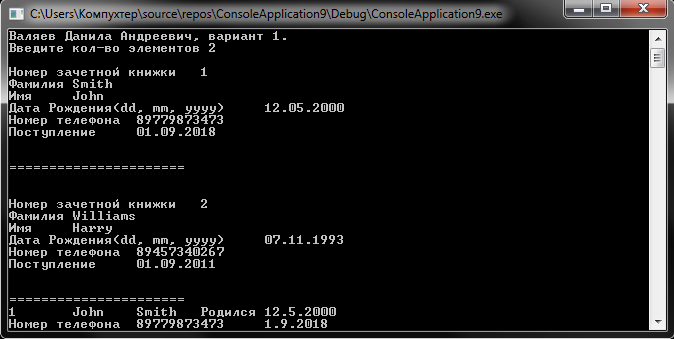 C:\Users\Компухтер\source\repos\ConsoleApplication9\Debug\ConsoleApplication9.exe
Валяев Данила Андреевич, вариант 1.
Введите кол-во элементов 2
Номер зачетной книжки 1
Фамилия Smith
Имя John
Дата Рождения(dd, mm, yyyy) 12.05.2000
Номер телефона 89779873473
Поступление 01.09.2018
======================
Номер зачетной книжки 2
Фамилия Williams
Имя Harry
Дата Рождения(dd, mm, yyyy) 07.11.1993
Номер телефона 89457340267
Поступление 01.09.2011
======================
1 John Smith Родился 12.5.2000
Номер телефона 89779873473 1.9.2018